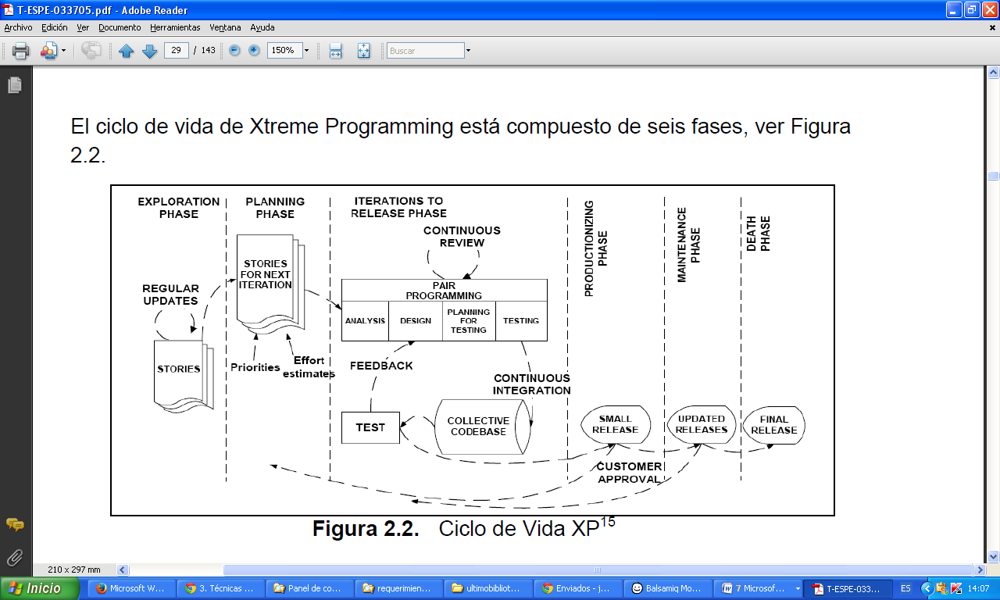 T-ESPE-033705.pdf - Adobe Reader
Archivo Edición Ver Documento Herramientas Ventana Ayuda
29 / 143 150% Buscar
El ciclo de vida de Xtreme Programming está compuesto de seis fases, ver Figura
2.2.
EXPLORATION
PHASE
PLANNING
PHASE
ITERATIONS TO
RELEASE PHASE
PRODUCTIONIZING
PHASE
MAINTENANCE
PHASE
DEATH
PHASE
CONTINUOUS
REVIEW
REGULAR
UPDATES
STORIES
STORIES
FOR NEXT
ITERATION
Priorities
Effort
estimates
PAIR
PROGRAMMING
ANALYSIS
DESIGN
PLANNING
FOR
TESTING
TESTING
FEEDBACK
CONTINUOUS
INTEGRATION
TEST
COLLECTIVE
CODEBASE
SMALL
RELEASE
UPDATED
RELEASES
FINAL
RELEASE
CUSTOMER
APPROVAL
Figura 2.2. Ciclo de Vida XP15
210 x 297 mm
Inicio Microsoft W... 3. Técnicas ... Panel de co... requerimien... ultimobibliot... Enviados - j... Balsamiq Mo... 7 Microsof... T-ESPE-033... ES 14:07